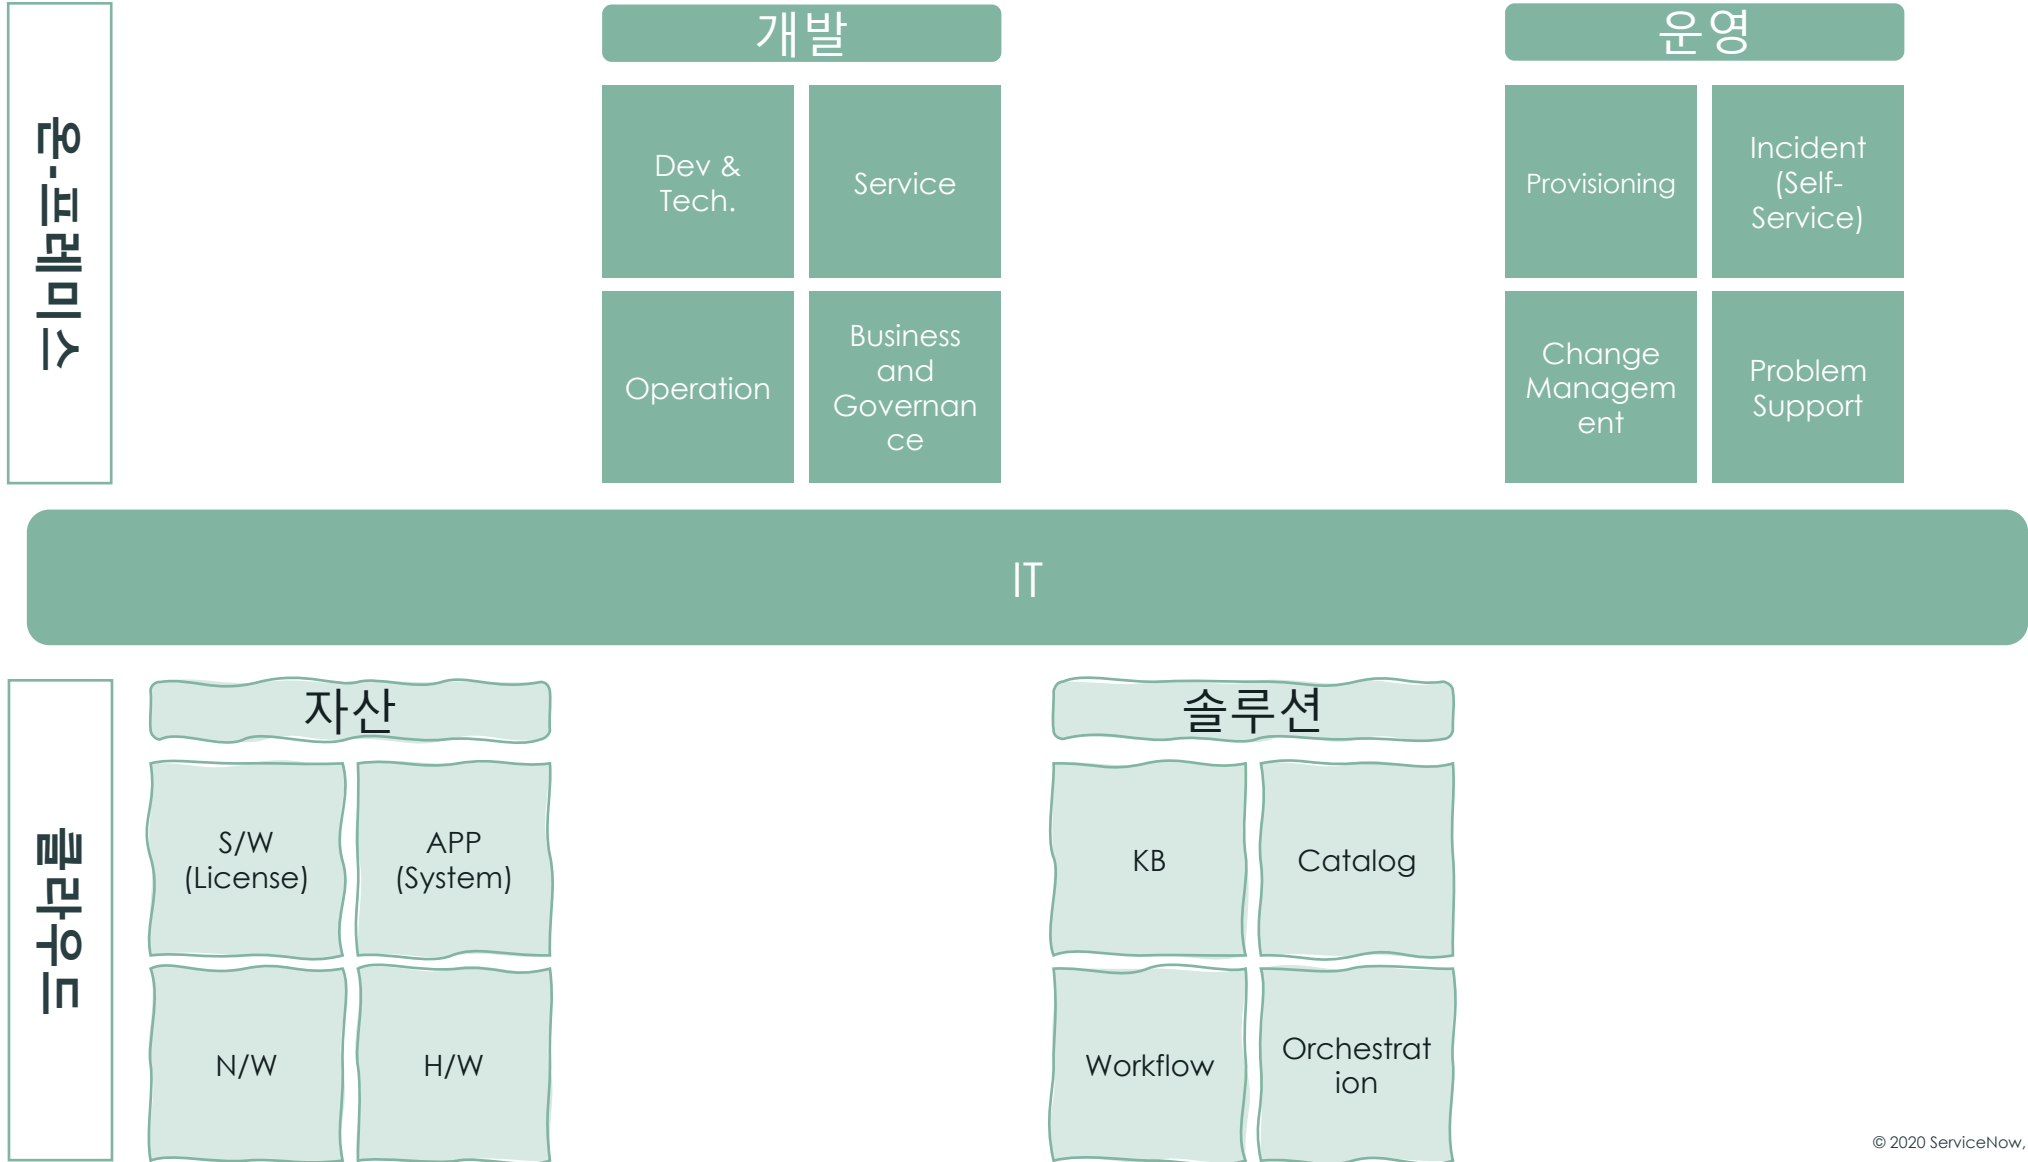 온-프레미스
개발
Dev &
Tech.
Service
Operation
Business
and
Governan
ce
운영
Provisioning
Incident
(Self-
Service)
Change
Managem
ent
Problem
Support
IT
클라우드
자산
S/W
(License)
APP
(System)
N/W
H/W
솔루션
KB
Catalog
Workflow
Orchestrat
ion
© 2020 ServiceNow,